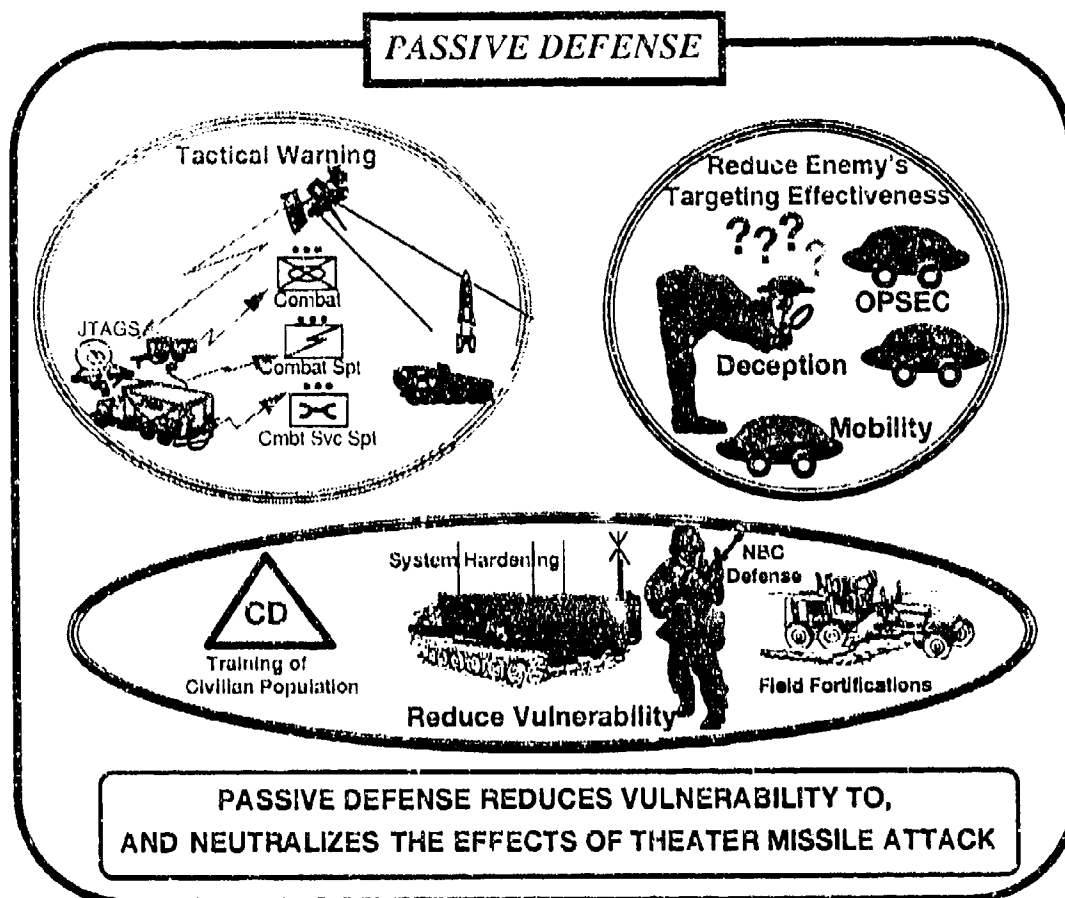 PASSIVE DEFENSE
Tactical Warning
Combat
JTAGS
Combat Spt
Cmbt Svc Spt
Reduce Enemy's
Targeting Effectiveness
????
OPSEC
Deception
Mobility
System Hardening
NBC
Defense
CD
Training of
Civilian Population
Field Fortifications
Reduce Vulnerability
PASSIVE DEFENSE REDUCES VULNERABILITY TO,
AND NEUTRALIZES THE EFFECTS OF THEATER MISSILE ATTACK